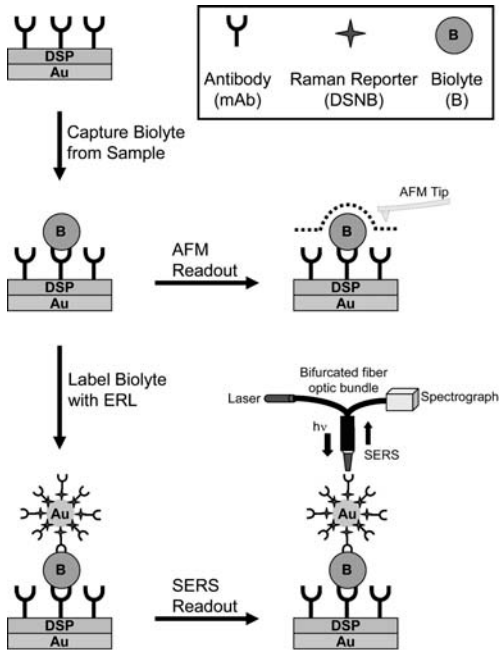 DSP
Au
Antibody
(mAb)
Raman Reporter
(DSNB)
B
Biolyte
(B)
Capture Biolyte
from Sample
B
DSP
Au
AFM
Readout
AFM Tip
B
DSP
Au
Label Biolyte
with ERL
Bifurcated fiber
optic bundle
Laser
Spectrograph
hν
SERS
Au
B
DSP
Au
SERS
Readout
Au
B
DSP
Au